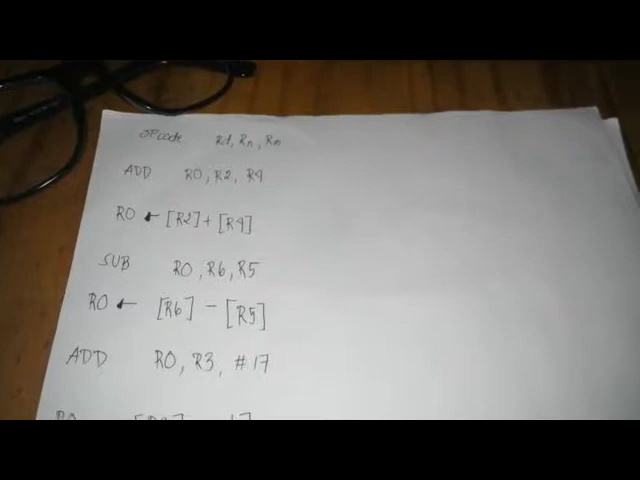 OPcode Rd, Rn, Rm
ADD R0, R2, R4
R0 ← [R2] + [R4]
SUB R0, R6, R5
R0 ← [R6] - [R5]
ADD R0, R3, #17